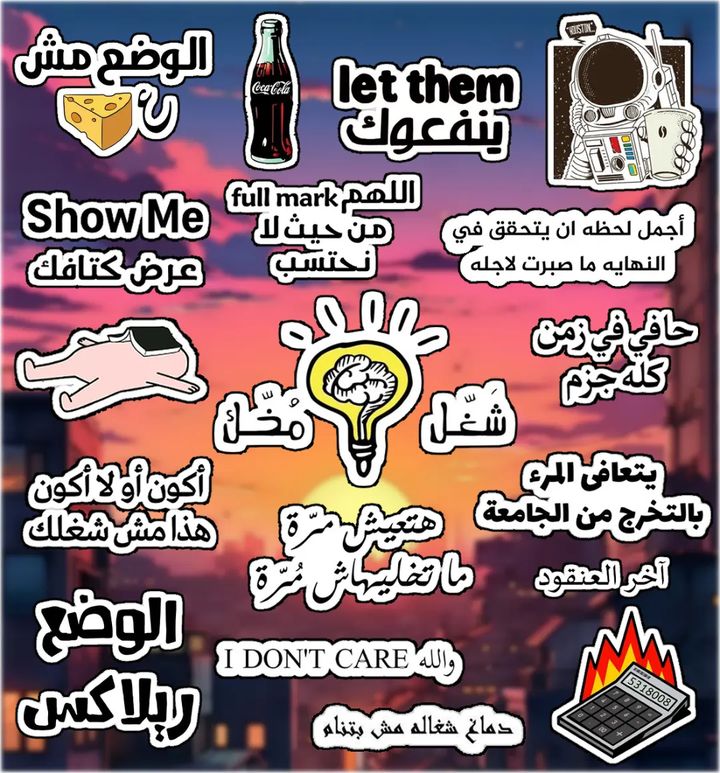 الوضع مش
Coca-Cola
let them
ينفعوك
"HOUSTON...
Show Me
عرض كتافك
اللهم full mark
من حيث لا
نحتسب
أجمل لحظه ان يتحقق في
النهايه ما صبرت لاجله
حافي في زمن
كله جزم
شغّل
مُخّك
أكون أو لا أكون
هذا مش شغلك
يتعافى المرء
بالتخرج من الجامعة
هتعيش مرّة
ما تخليهاش مُرّة
آخر العنقود
الوضع
ريلاكس
والله I DON'T CARE
دماغ شغاله مش بتنام
5318008